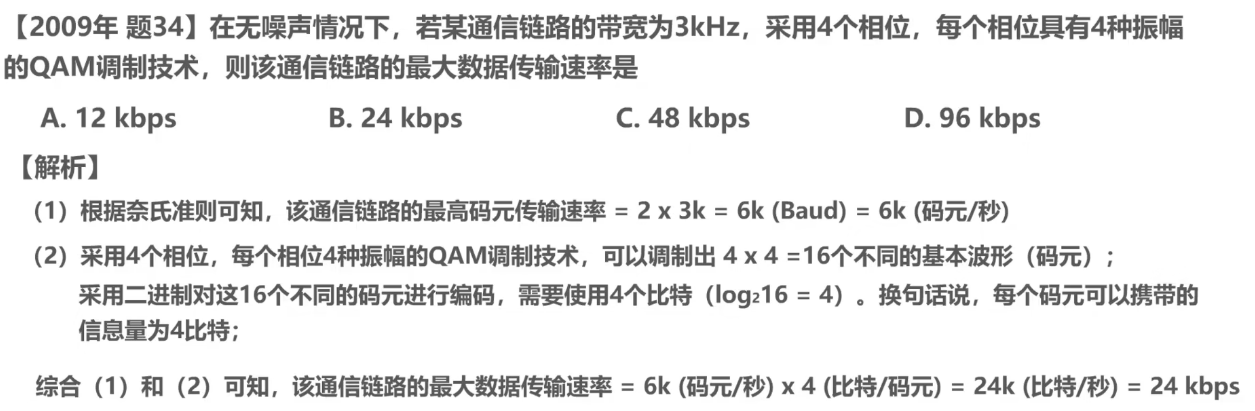 【2009年 题34】在无噪声情况下，若某通信链路的带宽为3kHz，采用4个相位，每个相位具有4种振幅
的QAM调制技术，则该通信链路的最大数据传输速率是
A. 12 kbps B. 24 kbps C. 48 kbps D. 96 kbps
【解析】
（1）根据奈氏准则可知，该通信链路的最高码元传输速率 = 2 x 3k = 6k (Baud) = 6k (码元/秒)
（2）采用4个相位，每个相位4种振幅的QAM调制技术，可以调制出 4 x 4 =16个不同的基本波形（码元）；
采用二进制对这16个不同的码元进行编码，需要使用4个比特（log₂16 = 4）。换句话说，每个码元可以携带的
信息量为4比特；
综合（1）和（2）可知，该通信链路的最大数据传输速率 = 6k (码元/秒) x 4 (比特/码元) = 24k (比特/秒) = 24 kbps